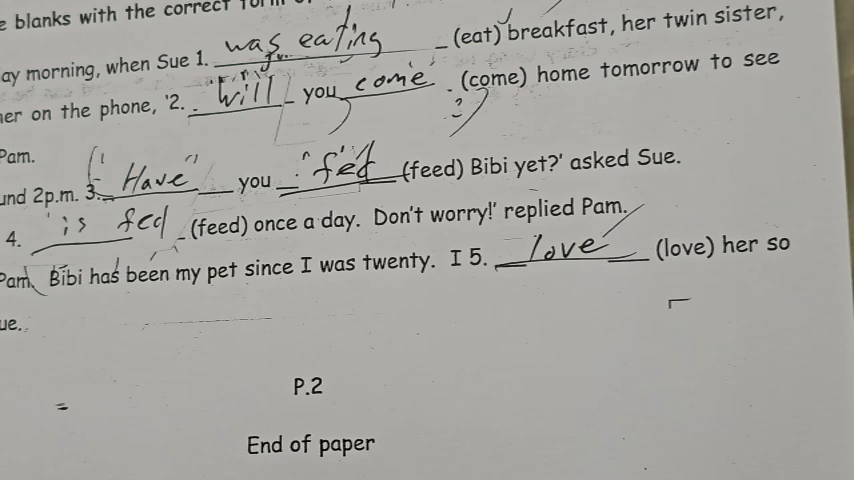 e blanks with the correct form of
ay morning, when Sue 1. was eating (eat) breakfast, her twin sister,
her on the phone, '2. Will you come (come) home tomorrow to see
Pam.
und 2p.m. 3. Have you fed (feed) Bibi yet?' asked Sue.
4. is fed (feed) once a day. Don't worry!' replied Pam.
Pam. Bibi has been my pet since I was twenty. I 5. love (love) her so
ue.
P.2
End of paper